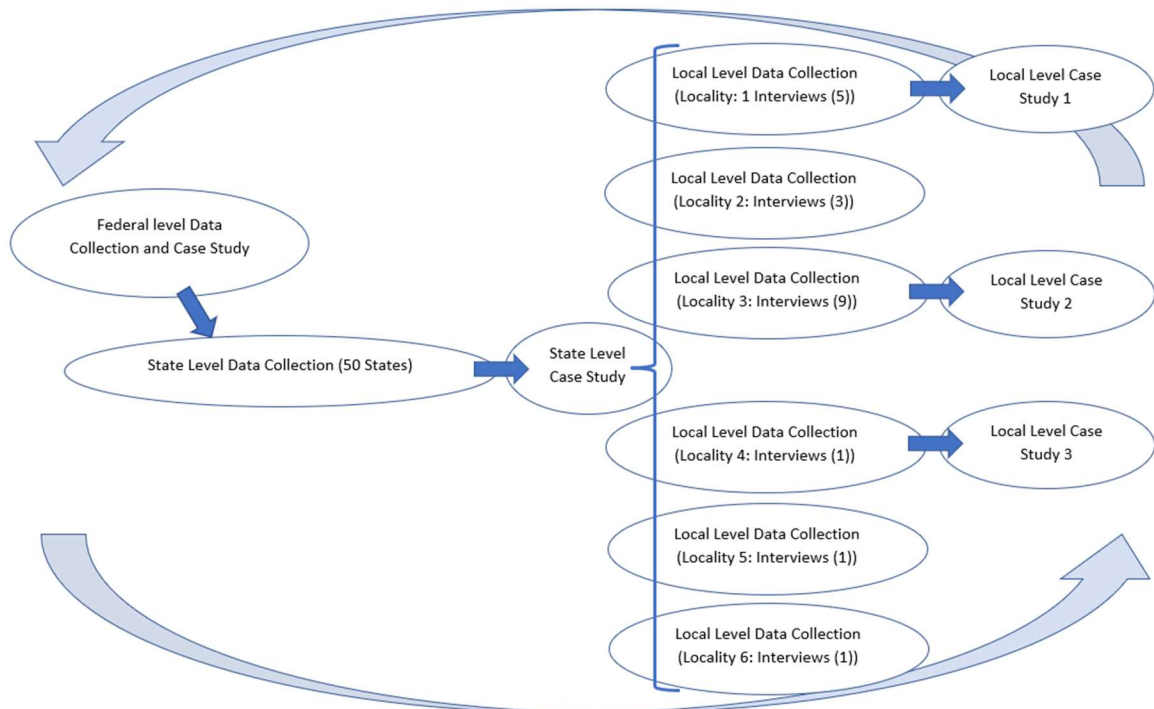 Federal level Data
Collection and Case Study
State Level Data Collection (50 States)
State Level
Case Study
Local Level Data Collection
(Locality: 1 Interviews (5))
Local Level Case
Study 1
Local Level Data Collection
(Locality 2: Interviews (3))
Local Level Data Collection
(Locality 3: Interviews (9))
Local Level Case
Study 2
Local Level Data Collection
(Locality 4: Interviews (1))
Local Level Case
Study 3
Local Level Data Collection
(Locality 5: Interviews (1))
Local Level Data Collection
(Locality 6: Interviews (1))